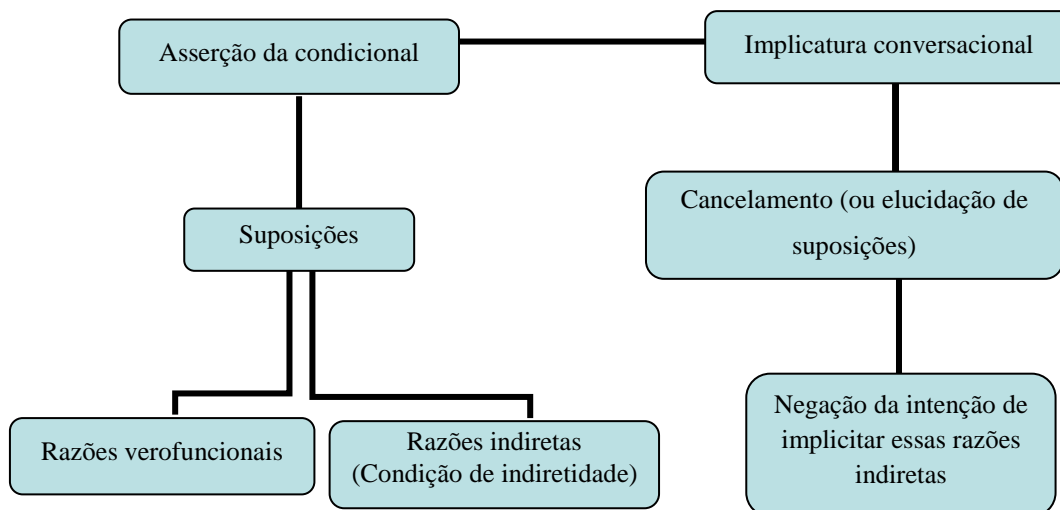 Asserção da condicional
Implicatura conversacional
Suposições
Cancelamento (ou elucidação de
suposições)
Razões verofuncionais
Razões indiretas
(Condição de indiretidade)
Negação da intenção de
implicitar essas razões
indiretas